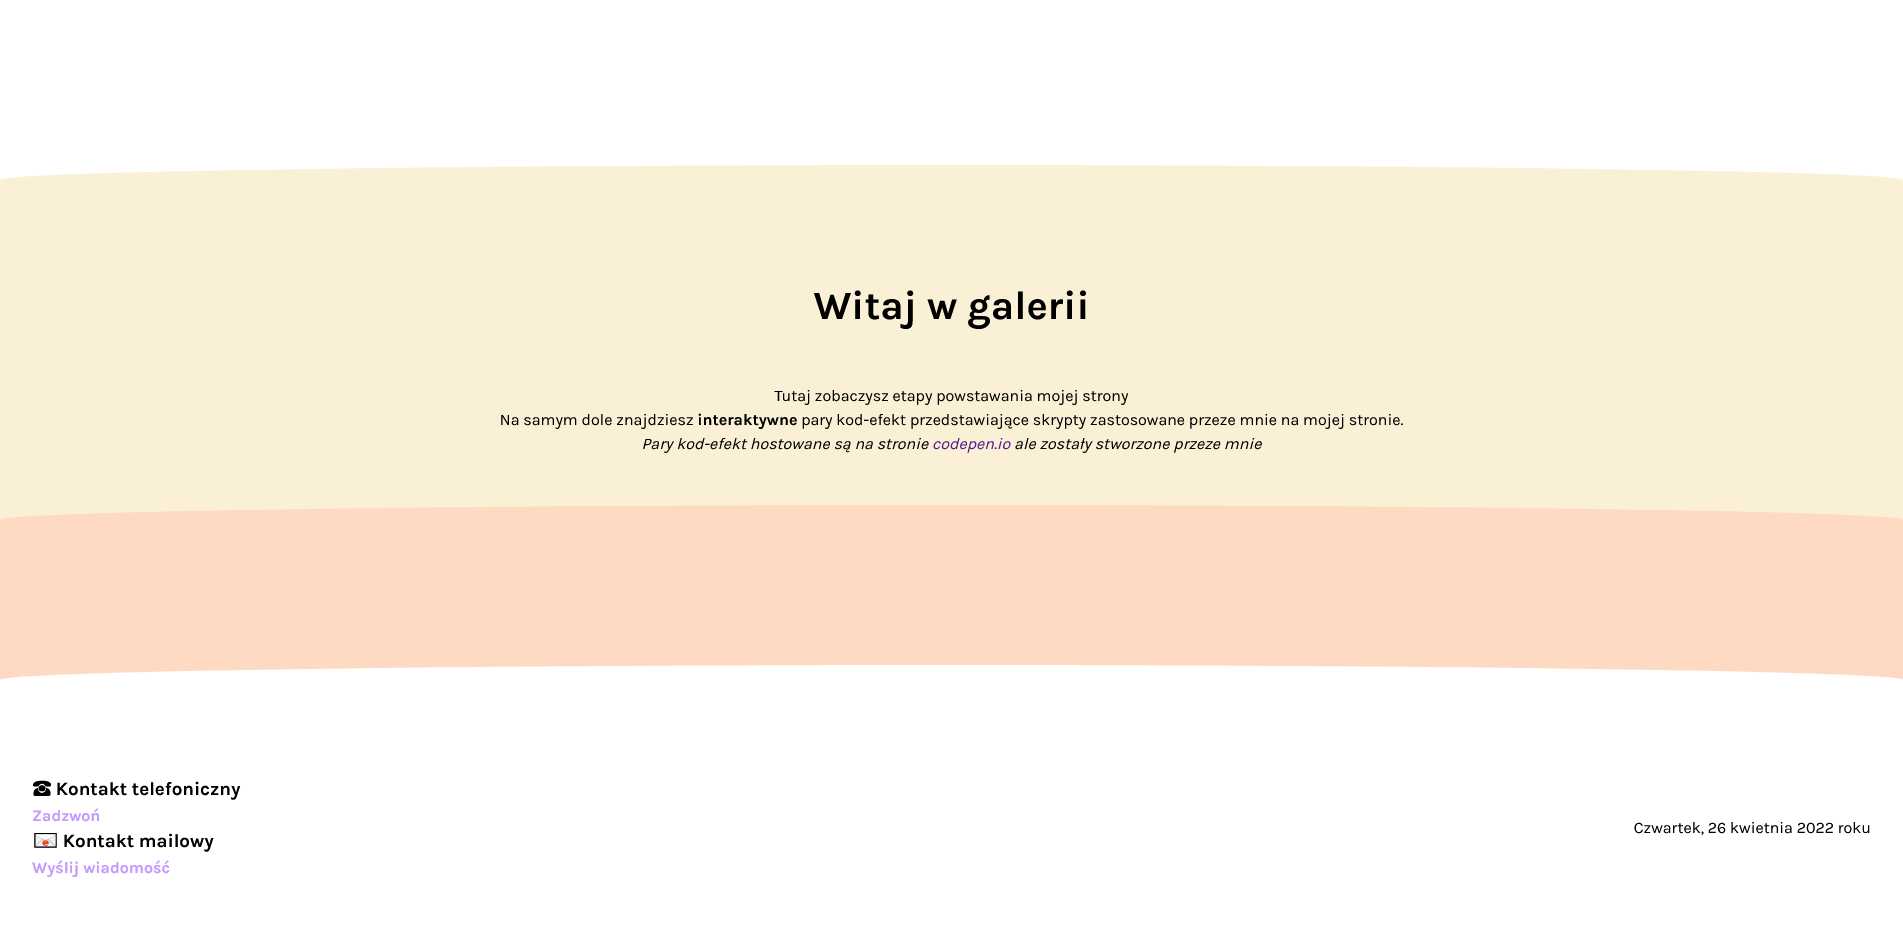 Witaj w galerii
Tutaj zobaczysz etapy powstawania mojej strony
Na samym dole znajdziesz interaktywne pary kod-efekt przedstawiające skrypty zastosowane przeze mnie na mojej stronie.
Pary kod-efekt hostowane są na stronie codepen.io ale zostały stworzone przeze mnie
☎ Kontakt telefoniczny
Zadzwoń
📧 Kontakt mailowy
Wyślij wiadomość
Czwartek, 26 kwietnia 2022 roku